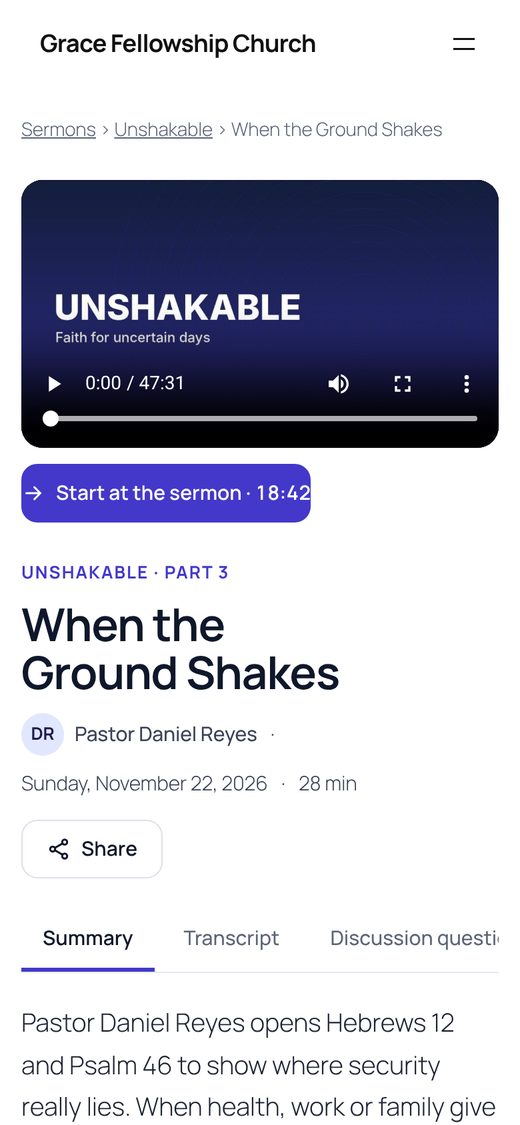 Grace Fellowship Church
Sermons > Unshakable > When the Ground Shakes
UNSHAKABLE
Faith for uncertain days
0:00 / 47:31
→ Start at the sermon · 18:42
UNSHAKABLE · PART 3
When the
Ground Shakes
DR Pastor Daniel Reyes ·
Sunday, November 22, 2026 · 28 min
Share
Summary Transcript Discussion questi
Pastor Daniel Reyes opens Hebrews 12
and Psalm 46 to show where security
really lies. When health, work or family give